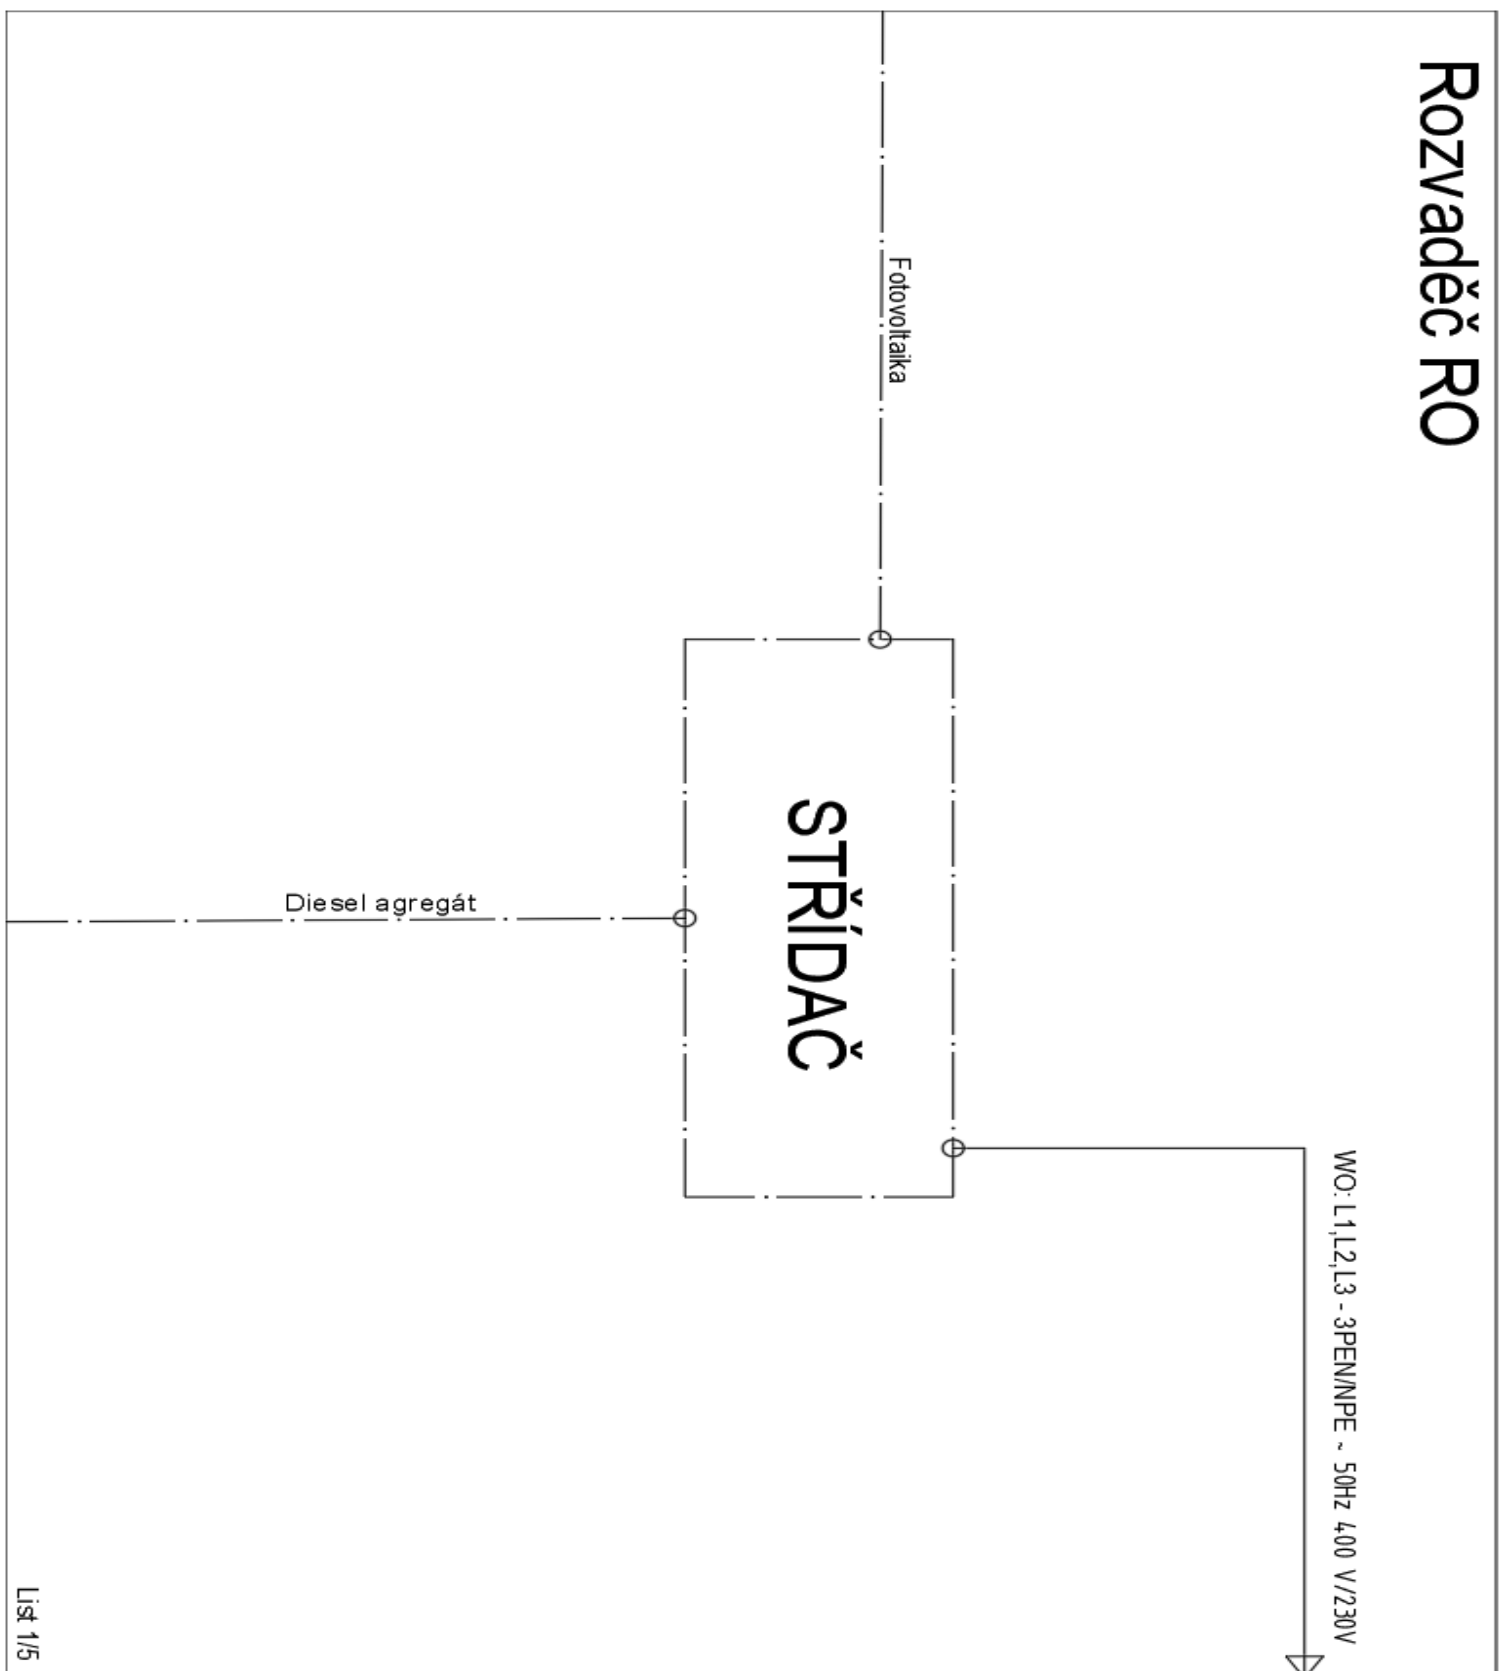 Rozvaděč RO
WO: L1,L2,L3 - 3PEN/NPE ~ 50Hz 400 V/230V
Fotovoltaika
STŘÍDAČ
Diesel agregát
List 1/5